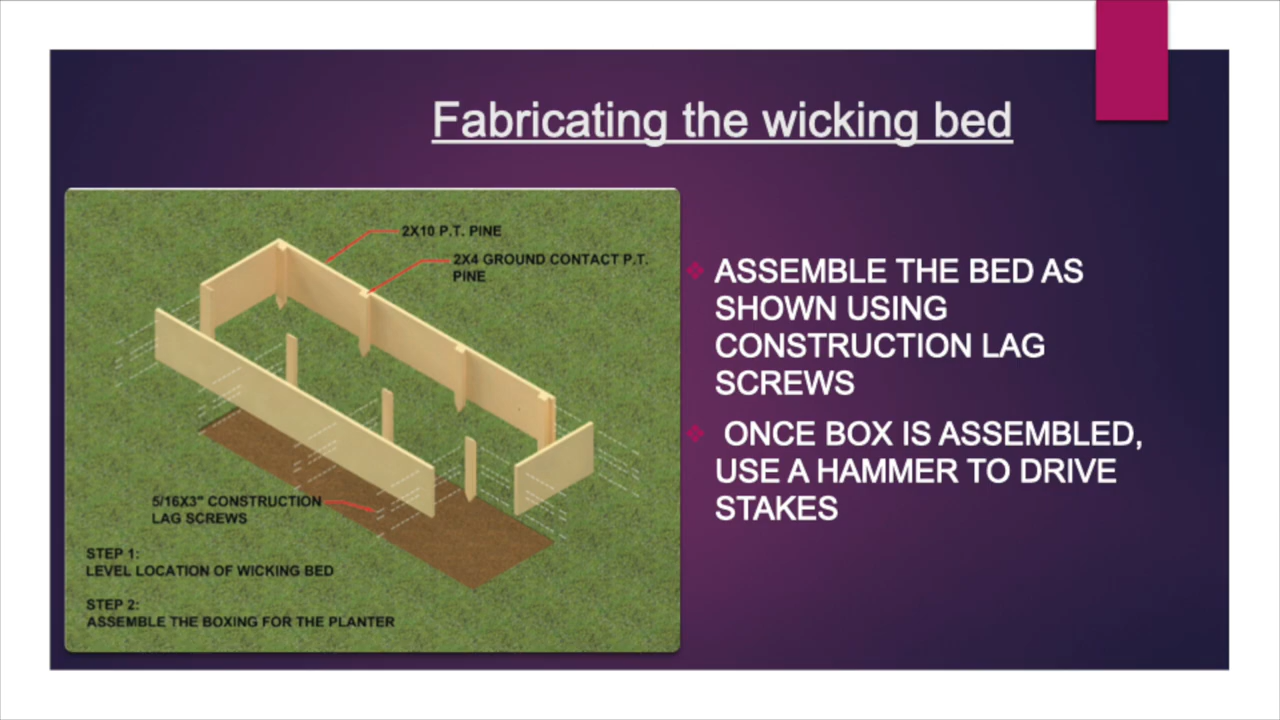 Fabricating the wicking bed
2X10 P.T. PINE
2X4 GROUND CONTACT P.T.
PINE
5/16X3" CONSTRUCTION
LAG SCREWS
STEP 1:
LEVEL LOCATION OF WICKING BED
STEP 2:
ASSEMBLE THE BOXING FOR THE PLANTER
ASSEMBLE THE BED AS
SHOWN USING
CONSTRUCTION LAG
SCREWS
ONCE BOX IS ASSEMBLED,
USE A HAMMER TO DRIVE
STAKES